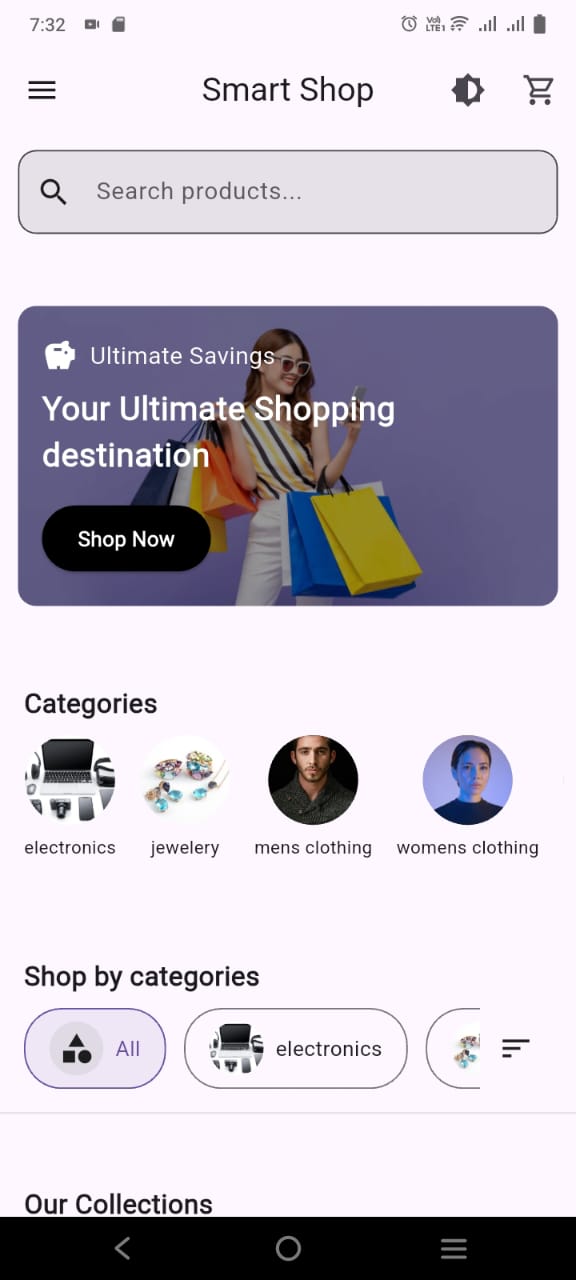 7:32
Vo) LTE1
Smart Shop
Search products...
Ultimate Savings
Your Ultimate Shopping
destination
Shop Now
Categories
electronics jewelery mens clothing womens clothing
Shop by categories
All electronics
Our Collections